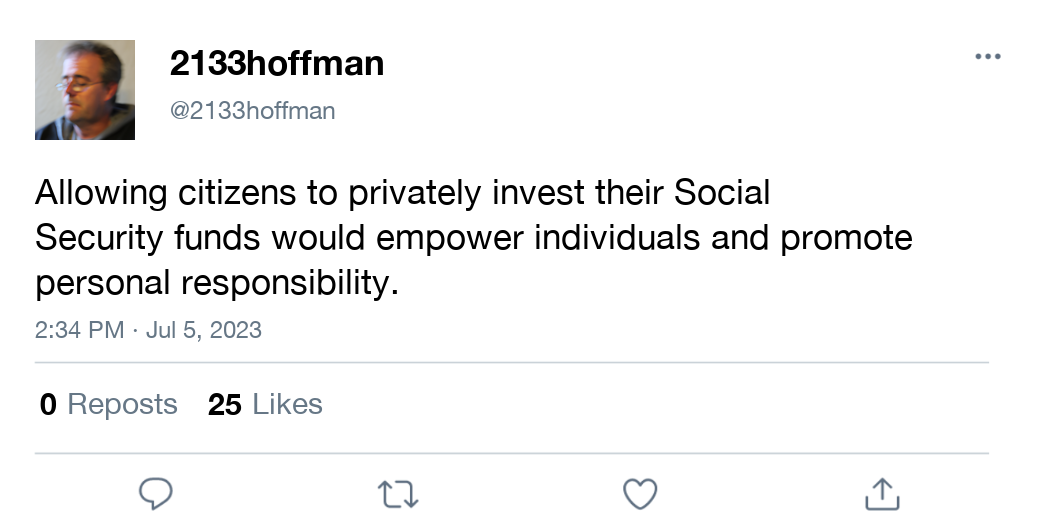 2133hoffman
@2133hoffman
Allowing citizens to privately invest their Social
Security funds would empower individuals and promote
personal responsibility.
2:34 PM · Jul 5, 2023
0 Reposts 25 Likes